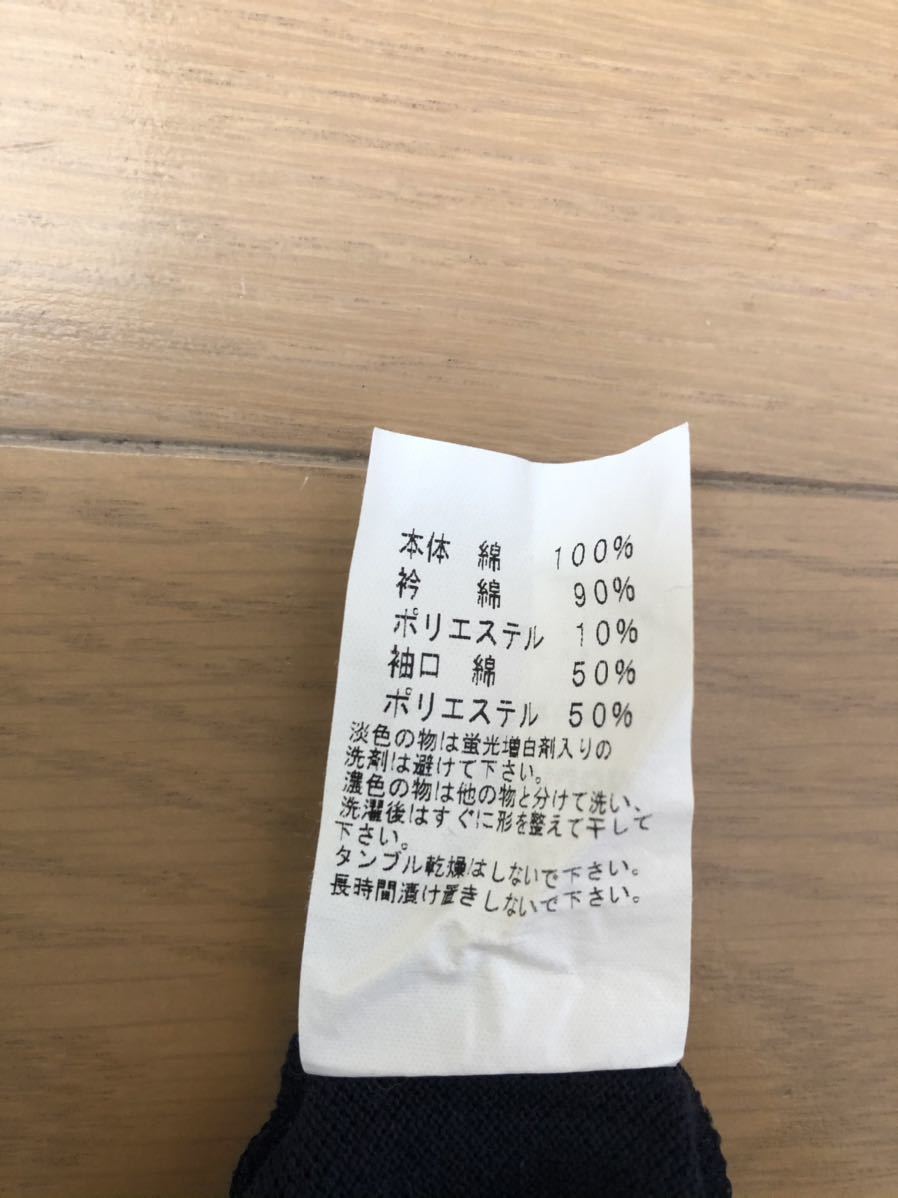 本体 綿 100%
衿 綿 90%
ポリエステル 10%
袖口 綿 50%
ポリエステル 50%
淡色の物は蛍光増白剤入りの
洗剤は避けて下さい。
濃色の物は他の物と分けて洗い、
洗濯後はすぐに形を整えて干して
下さい。
タンブル乾燥はしないで下さい。
長時間漬け置きしないで下さい。